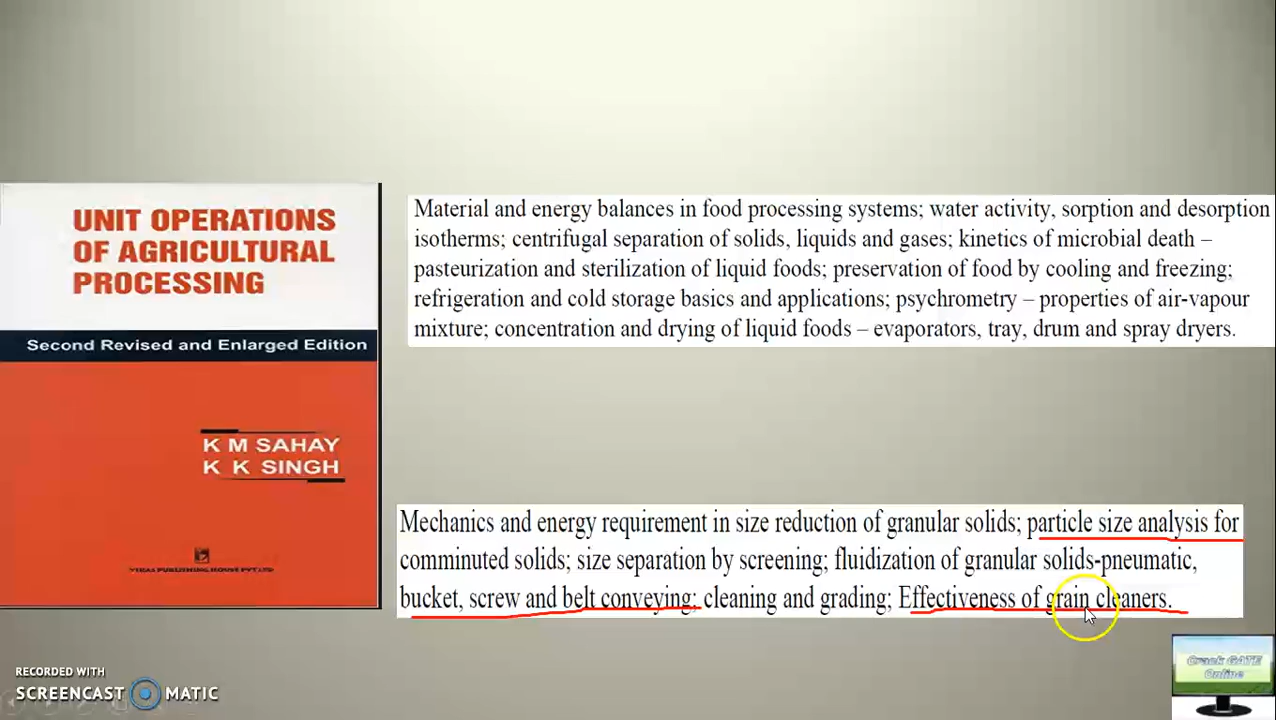 UNIT OPERATIONS
OF AGRICULTURAL
PROCESSING
Second Revised and Enlarged Edition
K M SAHAY
K K SINGH
Material and energy balances in food processing systems; water activity, sorption and desorption
isotherms; centrifugal separation of solids, liquids and gases; kinetics of microbial death –
pasteurization and sterilization of liquid foods; preservation of food by cooling and freezing;
refrigeration and cold storage basics and applications; psychrometry – properties of air-vapour
mixture; concentration and drying of liquid foods – evaporators, tray, drum and spray dryers.
Mechanics and energy requirement in size reduction of granular solids; particle size analysis for
comminuted solids; size separation by screening; fluidization of granular solids-pneumatic,
bucket, screw and belt conveying; cleaning and grading; Effectiveness of grain cleaners.
RECORDED WITH
SCREENCAST MATIC
Crack GATE
Online